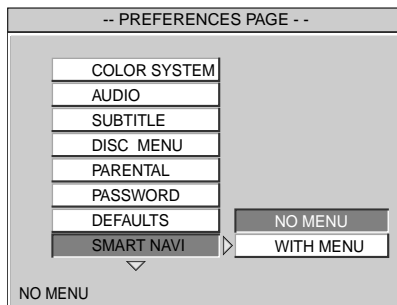 -- PREFERENCES PAGE - -
COLOR SYSTEM
AUDIO
SUBTITLE
DISC MENU
PARENTAL
PASSWORD
DEFAULTS
NO MENU
SMART NAVI
WITH MENU
NO MENU